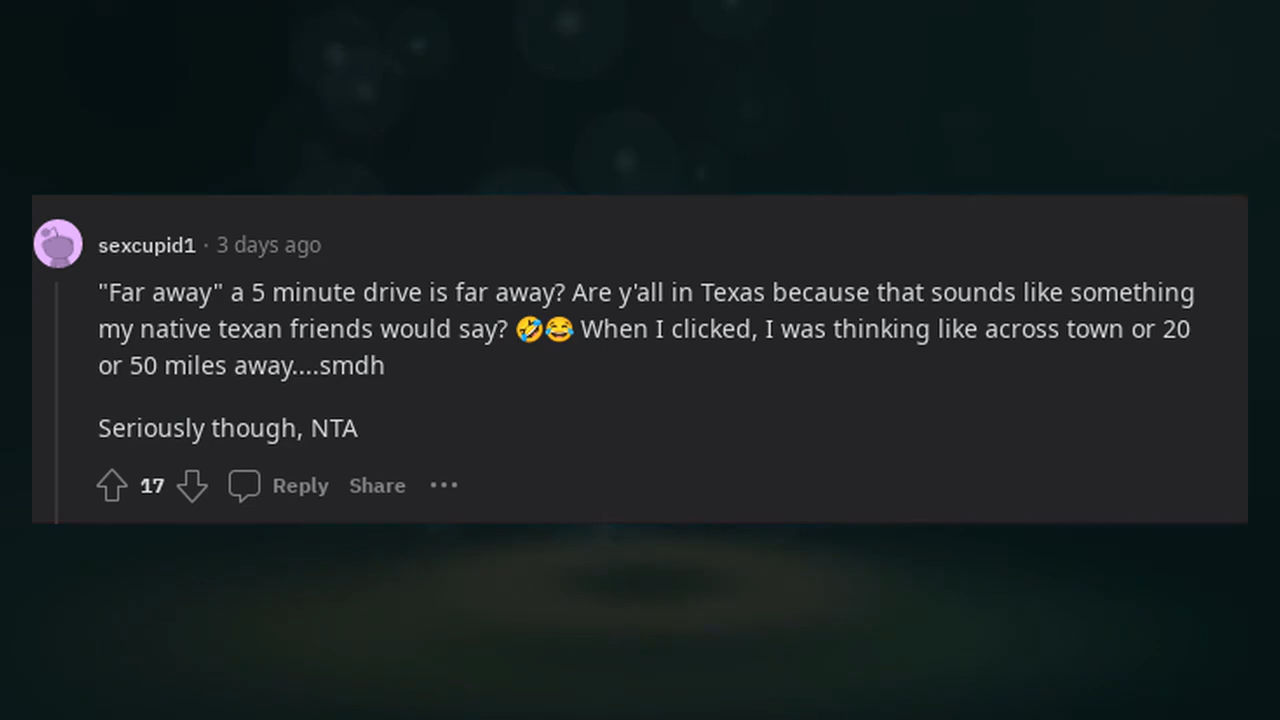 sexcupid1 · 3 days ago
"Far away" a 5 minute drive is far away? Are y'all in Texas because that sounds like something
my native texan friends would say? 🤣😂 When I clicked, I was thinking like across town or 20
or 50 miles away....smdh
Seriously though, NTA
17 Reply Share ···